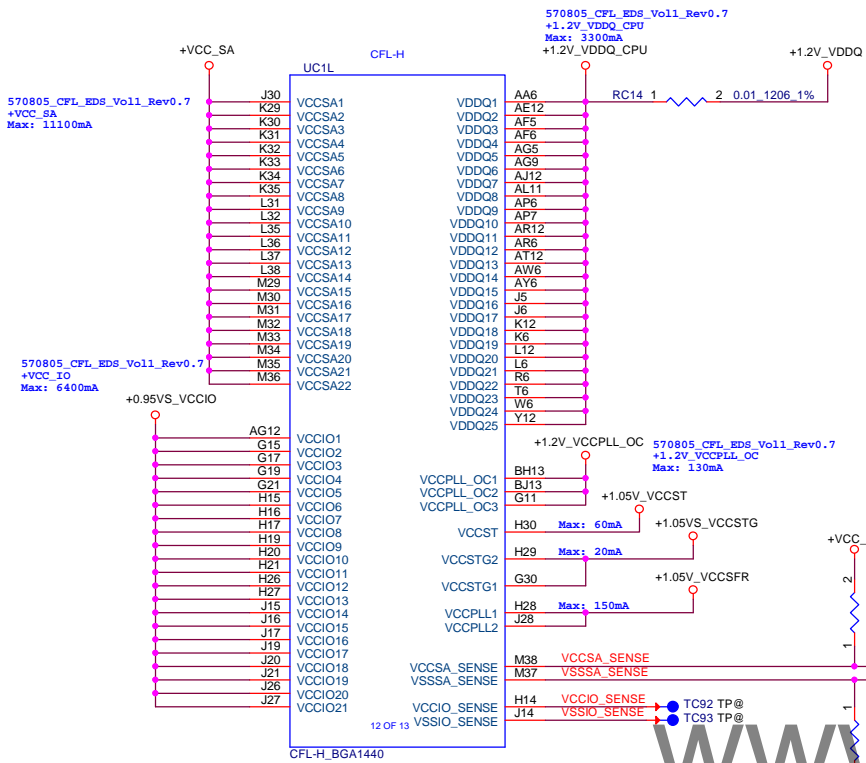 570805_CFL_EDS_Vol1_Rev0.7
+1.2V_VDDQ_CPU
Max: 3300mA
+VCC_SA
CFL-H
+1.2V_VDDQ_CPU
+1.2V_VDDQ
UC1L
570805_CFL_EDS_Vol1_Rev0.7
+VCC_SA
Max: 11100mA
J30 VCCSA1 VDDQ1 AA6 RC14 1 2 0.01_1206_1%
K29 VCCSA2 VDDQ2 AE12
K30 VCCSA3 VDDQ3 AF5
K31 VCCSA4 VDDQ4 AF6
K32 VCCSA5 VDDQ5 AG5
K33 VCCSA6 VDDQ6 AG9
K34 VCCSA7 VDDQ7 AJ12
K35 VCCSA8 VDDQ8 AL11
L31 VCCSA9 VDDQ9 AP6
L32 VCCSA10 VDDQ10 AP7
L35 VCCSA11 VDDQ11 AR12
L36 VCCSA12 VDDQ12 AR6
L37 VCCSA13 VDDQ13 AT12
L38 VCCSA14 VDDQ14 AW6
M29 VCCSA15 VDDQ15 AY6
M30 VCCSA16 VDDQ16 J5
M31 VCCSA17 VDDQ17 J6
M32 VCCSA18 VDDQ18 K12
M33 VCCSA19 VDDQ19 K6
M34 VCCSA20 VDDQ20 L12
M35 VCCSA21 VDDQ21 L6
M36 VCCSA22 VDDQ22 R6
VDDQ23 T6
VDDQ24 W6
VDDQ25 Y12
570805_CFL_EDS_Vol1_Rev0.7
+VCC_IO
Max: 6400mA
+0.95VS_VCCIO
+1.2V_VCCPLL_OC
570805_CFL_EDS_Vol1_Rev0.7
+1.2V_VCCPLL_OC
Max: 130mA
AG12 VCCIO1
G15 VCCIO2
G17 VCCIO3
G19 VCCIO4 VCCPLL_OC1 BH13
G21 VCCIO5 VCCPLL_OC2 BJ13
H15 VCCIO6 VCCPLL_OC3 G11
H16 VCCIO7 +1.05V_VCCST
H17 VCCIO8 VCCST H30 Max: 60mA +1.05VS_VCCSTG
H19 VCCIO9
H20 VCCIO10 VCCSTG2 H29 Max: 20mA +VCC_
H21 VCCIO11
H26 VCCIO12 VCCSTG1 G30 +1.05V_VCCSFR 2
H27 VCCIO13
J15 VCCIO14 VCCPLL1 H28 Max: 150mA
J16 VCCIO15 VCCPLL2 J28
J17 VCCIO16
J19 VCCIO17 1
J20 VCCIO18 VCCSA_SENSE M38 VCCSA_SENSE
J21 VCCIO19 VSSSA_SENSE M37 VSSSA_SENSE
J26 VCCIO20
J27 VCCIO21 VCCIO_SENSE H14 VCCIO_SENSE TC92 TP@ 1
12 OF 13 VSSIO_SENSE J14 VSSIO_SENSE TC93 TP@
CFL-H_BGA1440